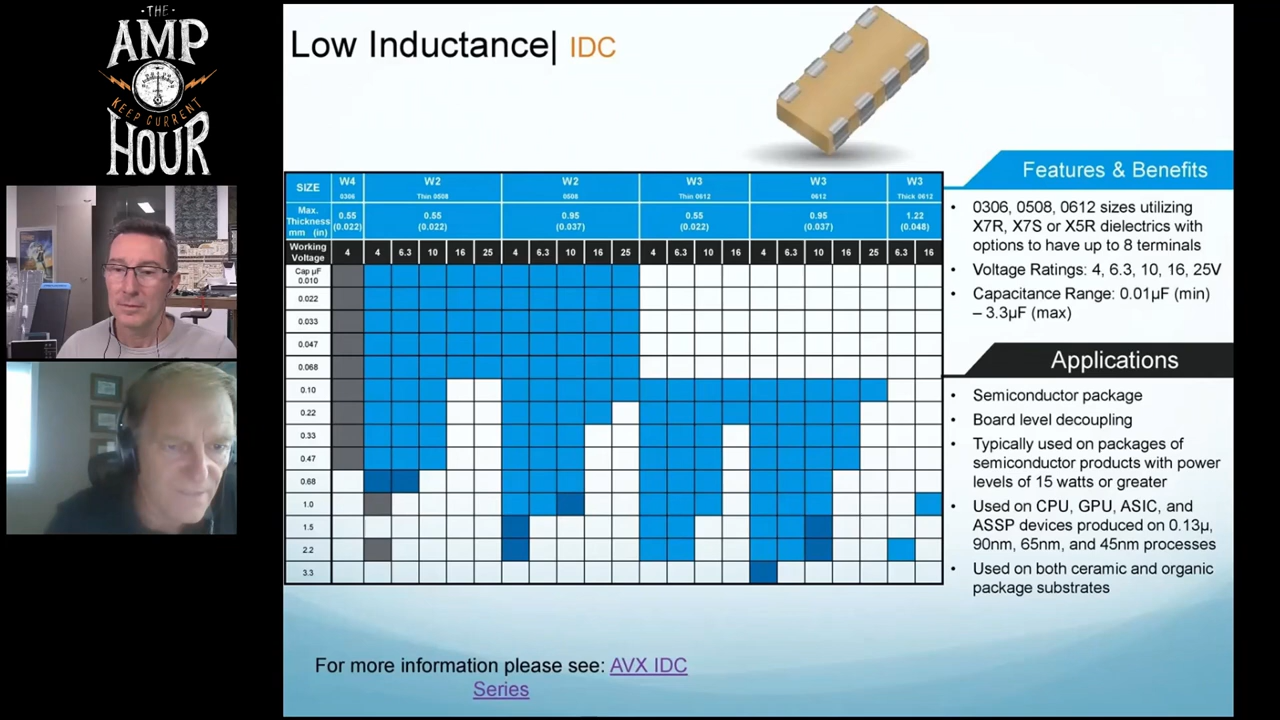 THE
AMP
KEEP CURRENT
HOUR
Low Inductance| IDC
SIZE W4 W2 W2 W3 W3 W3
0306 Thin 0508 0508 Thin 0612 0612 Thick 0612
Max. Thickness mm (in) 0.55 (0.022) 0.55 (0.022) 0.95 (0.037) 0.55 (0.022) 0.95 (0.037) 1.22 (0.048)
Working Voltage 4 4 6.3 10 16 25 4 6.3 10 16 25 4 6.3 10 16 4 6.3 10 16 25 6.3 16
Cap µF
0.010
0.022
0.033
0.047
0.068
0.10
0.22
0.33
0.47
0.68
1.0
1.5
2.2
3.3
Features & Benefits
• 0306, 0508, 0612 sizes utilizing
X7R, X7S or X5R dielectrics with
options to have up to 8 terminals
• Voltage Ratings: 4, 6.3, 10, 16, 25V
• Capacitance Range: 0.01µF (min)
– 3.3µF (max)
Applications
• Semiconductor package
• Board level decoupling
• Typically used on packages of
semiconductor products with power
levels of 15 watts or greater
• Used on CPU, GPU, ASIC, and
ASSP devices produced on 0.13µ,
90nm, 65nm, and 45nm processes
• Used on both ceramic and organic
package substrates
For more information please see: AVX IDC
Series